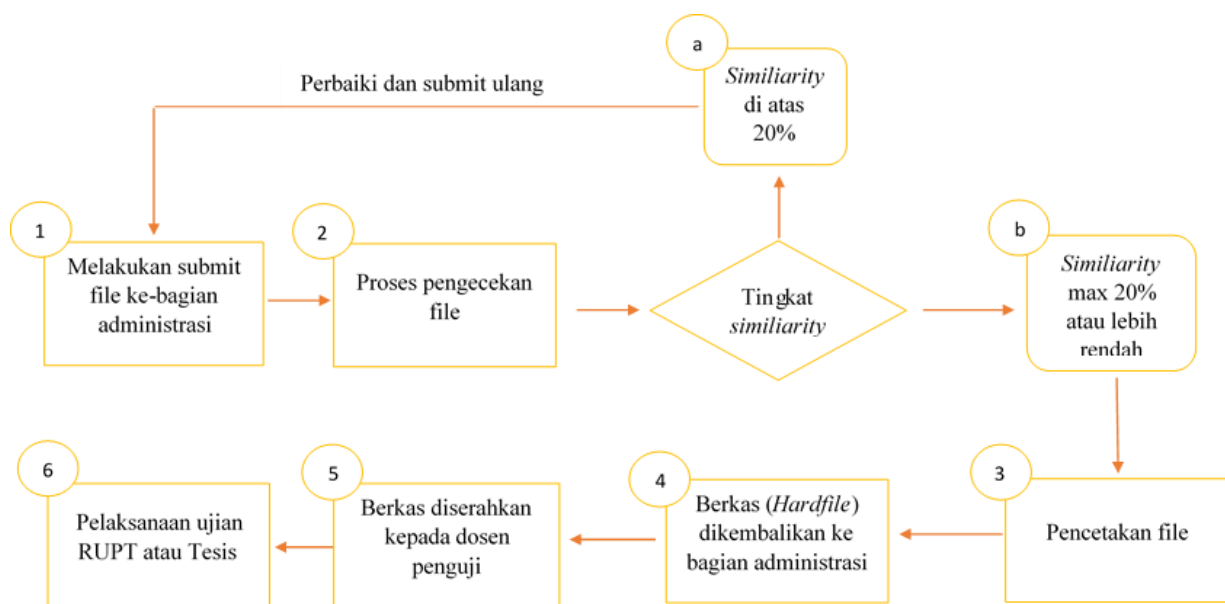 a
Similiarity
di atas
20%
Perbaiki dan submit ulang
1
Melakukan submit
file ke-bagian
administrasi
2
Proses pengecekan
file
Tingkat
similiarity
b
Similiarity
max 20%
atau lebih
rendah
3
Pencetakan file
4
Berkas (Hardfile)
dikembalikan ke
bagian administrasi
5
Berkas diserahkan
kepada dosen
penguji
6
Pelaksanaan ujian
RUPT atau Tesis